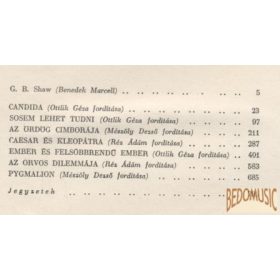 G. B. Shaw (Benedek Marcell) .. .. .. .. .. .. .. 5
CANDIDA (Ottlik Géza fordítása) .. .. .. .. .. .. 23
SOSEM LEHET TUDNI (Ottlik Géza fordítása) .. .. 97
AZ ÖRDÖG CIMBORÁJA (Mészöly Dezső fordítása) .. 211
CAESAR ÉS KLEOPÁTRA (Réz Ádám fordítása) .. .. 287
EMBER ÉS FELSŐBBRENDŰ EMBER (Ottlik Géza fordítása) 401
AZ ORVOS DILEMMÁJA (Réz Ádám fordítása) .. .. 583
PYGMALION (Mészöly Dezső fordítása) .. .. .. .. 685
Jegyzetek .. .. .. .. .. .. .. .. .. ..
BEDOMUSIC